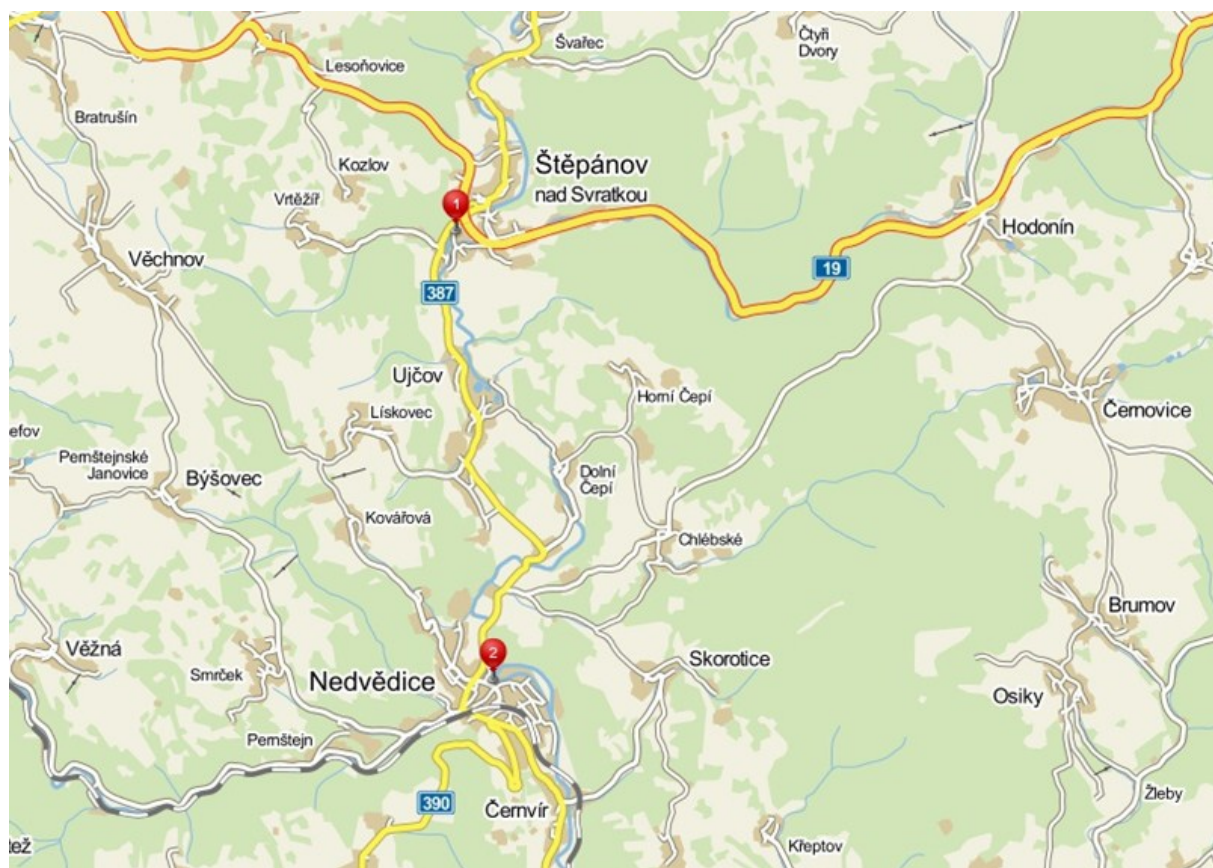 Švařec
Čtyři
Dvory
Lesoňovice
Bratrušín
Kozlov
Štěpánov
nad Svratkou
Vrtěžíř
1
Hodonín
Věchnov
19
387
Ujčov
Horní Čepí
Lískovec
Černovice
efov
Pernštejnské
Janovice
Býšovec
Dolní
Čepí
Kovářová
Chlébské
Brumov
Věžná
2
Skorotice
Smrček
Nedvědice
Osiky
Pernštejn
390
Černvír
Žleby
tež
Křeptov